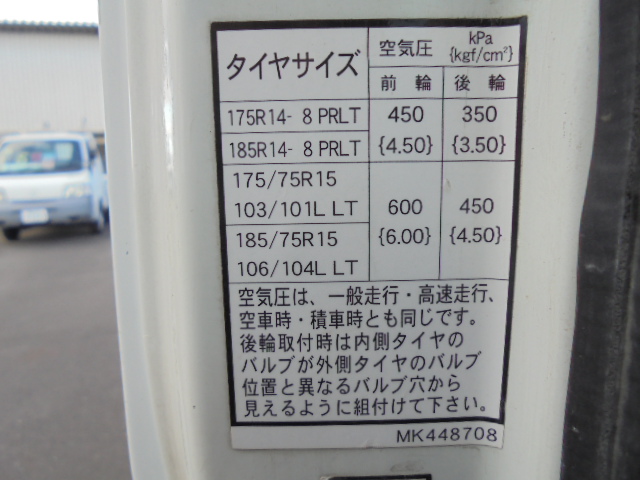 タイヤサイズ 空気圧 kPa {kgf/cm²}
前輪 後輪
175R14- 8 PRLT 450 350
185R14- 8 PRLT {4.50} {3.50}
175/75R15
103/101L LT 600 450
185/75R15 {6.00} {4.50}
106/104L LT
空気圧は、一般走行・高速走行、
空車時・積車時とも同じです。
後輪取付時は内側タイヤの
バルブが外側タイヤのバルブ
位置と異なるバルブ穴から
見えるように組付けて下さい。
MK448708